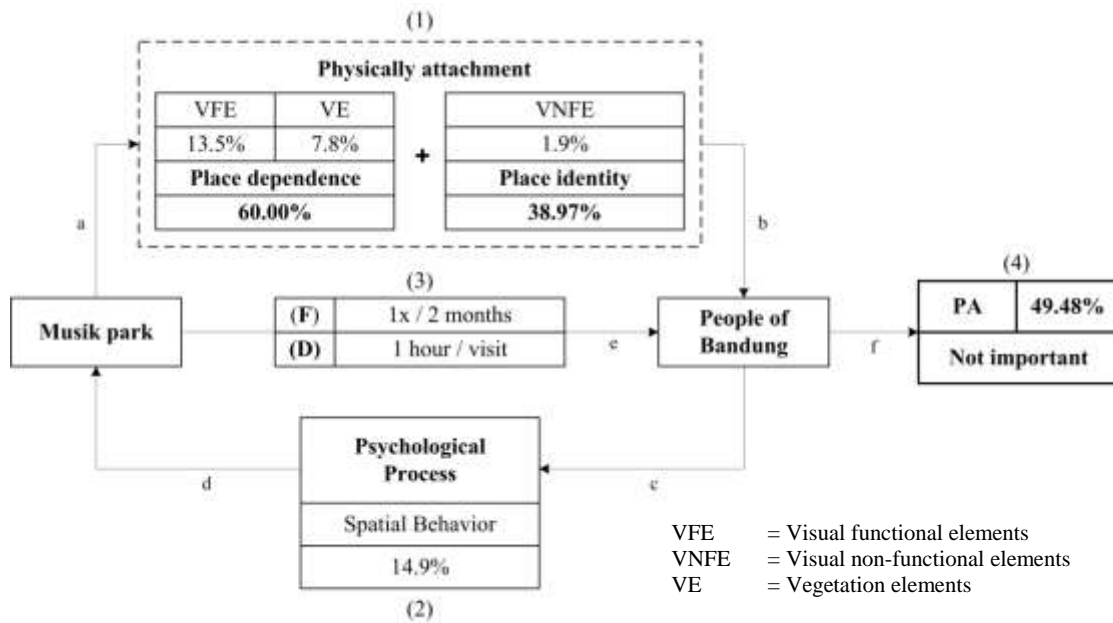 (1)
Physically attachment
VFE VE VNFE
13.5% 7.8% + 1.9%
Place dependence Place identity
60.00% 38.97%
a b
(3) (4)
Musik park (F) 1x / 2 months People of Bandung PA 49.48%
(D) 1 hour / visit e f Not important
Psychological
Process
d c
Spatial Behavior
14.9%
(2)
VFE = Visual functional elements
VNFE = Visual non-functional elements
VE = Vegetation elements